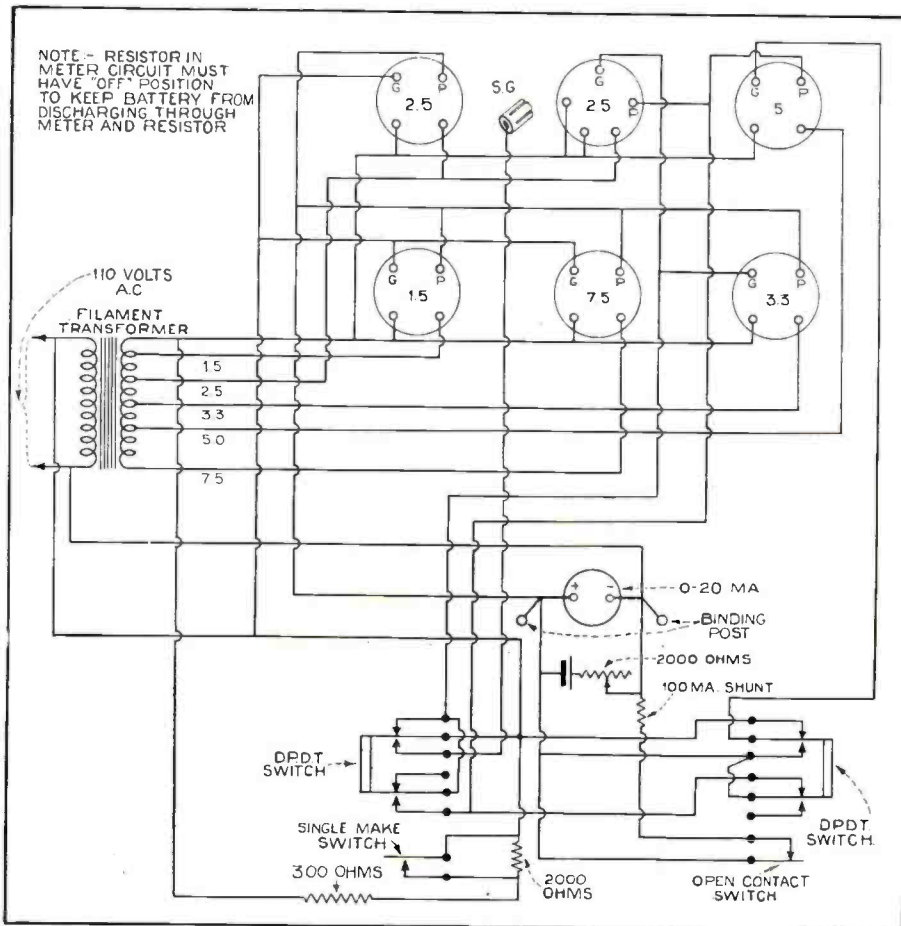 NOTE:- RESISTOR IN
METER CIRCUIT MUST
HAVE "OFF" POSITION
TO KEEP BATTERY FROM
DISCHARGING THROUGH
METER AND RESISTOR
G P
2.5
S.G
G
P
2.5
G P
5
110 VOLTS
A.C
FILAMENT
TRANSFORMER
G P
1.5
G P
7.5
G P
3.3
1.5
2.5
3.3
5.0
7.5
+ -
0-20 MA
BINDING
POST
2000 OHMS
100 MA. SHUNT
D.P.D.T
SWITCH
SINGLE MAKE
SWITCH
300 OHMS
2000
OHMS
D.P.D.T.
SWITCH.
OPEN CONTACT
SWITCH